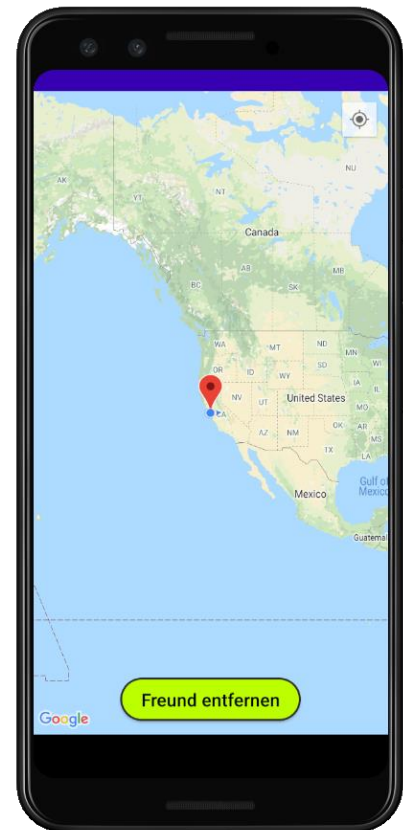 NU
AK
YT
NT
Canada
BC
AB
SK
MB
WA
MT
ND
MN
OR
ID
WY
SD
WI
IA
IL
NV
UT
United States
MO
CA
AZ
NM
OK
AR
MS
TX
LA
Gulf of
Mexico
Mexico
Guatemal
Google
Freund entfernen